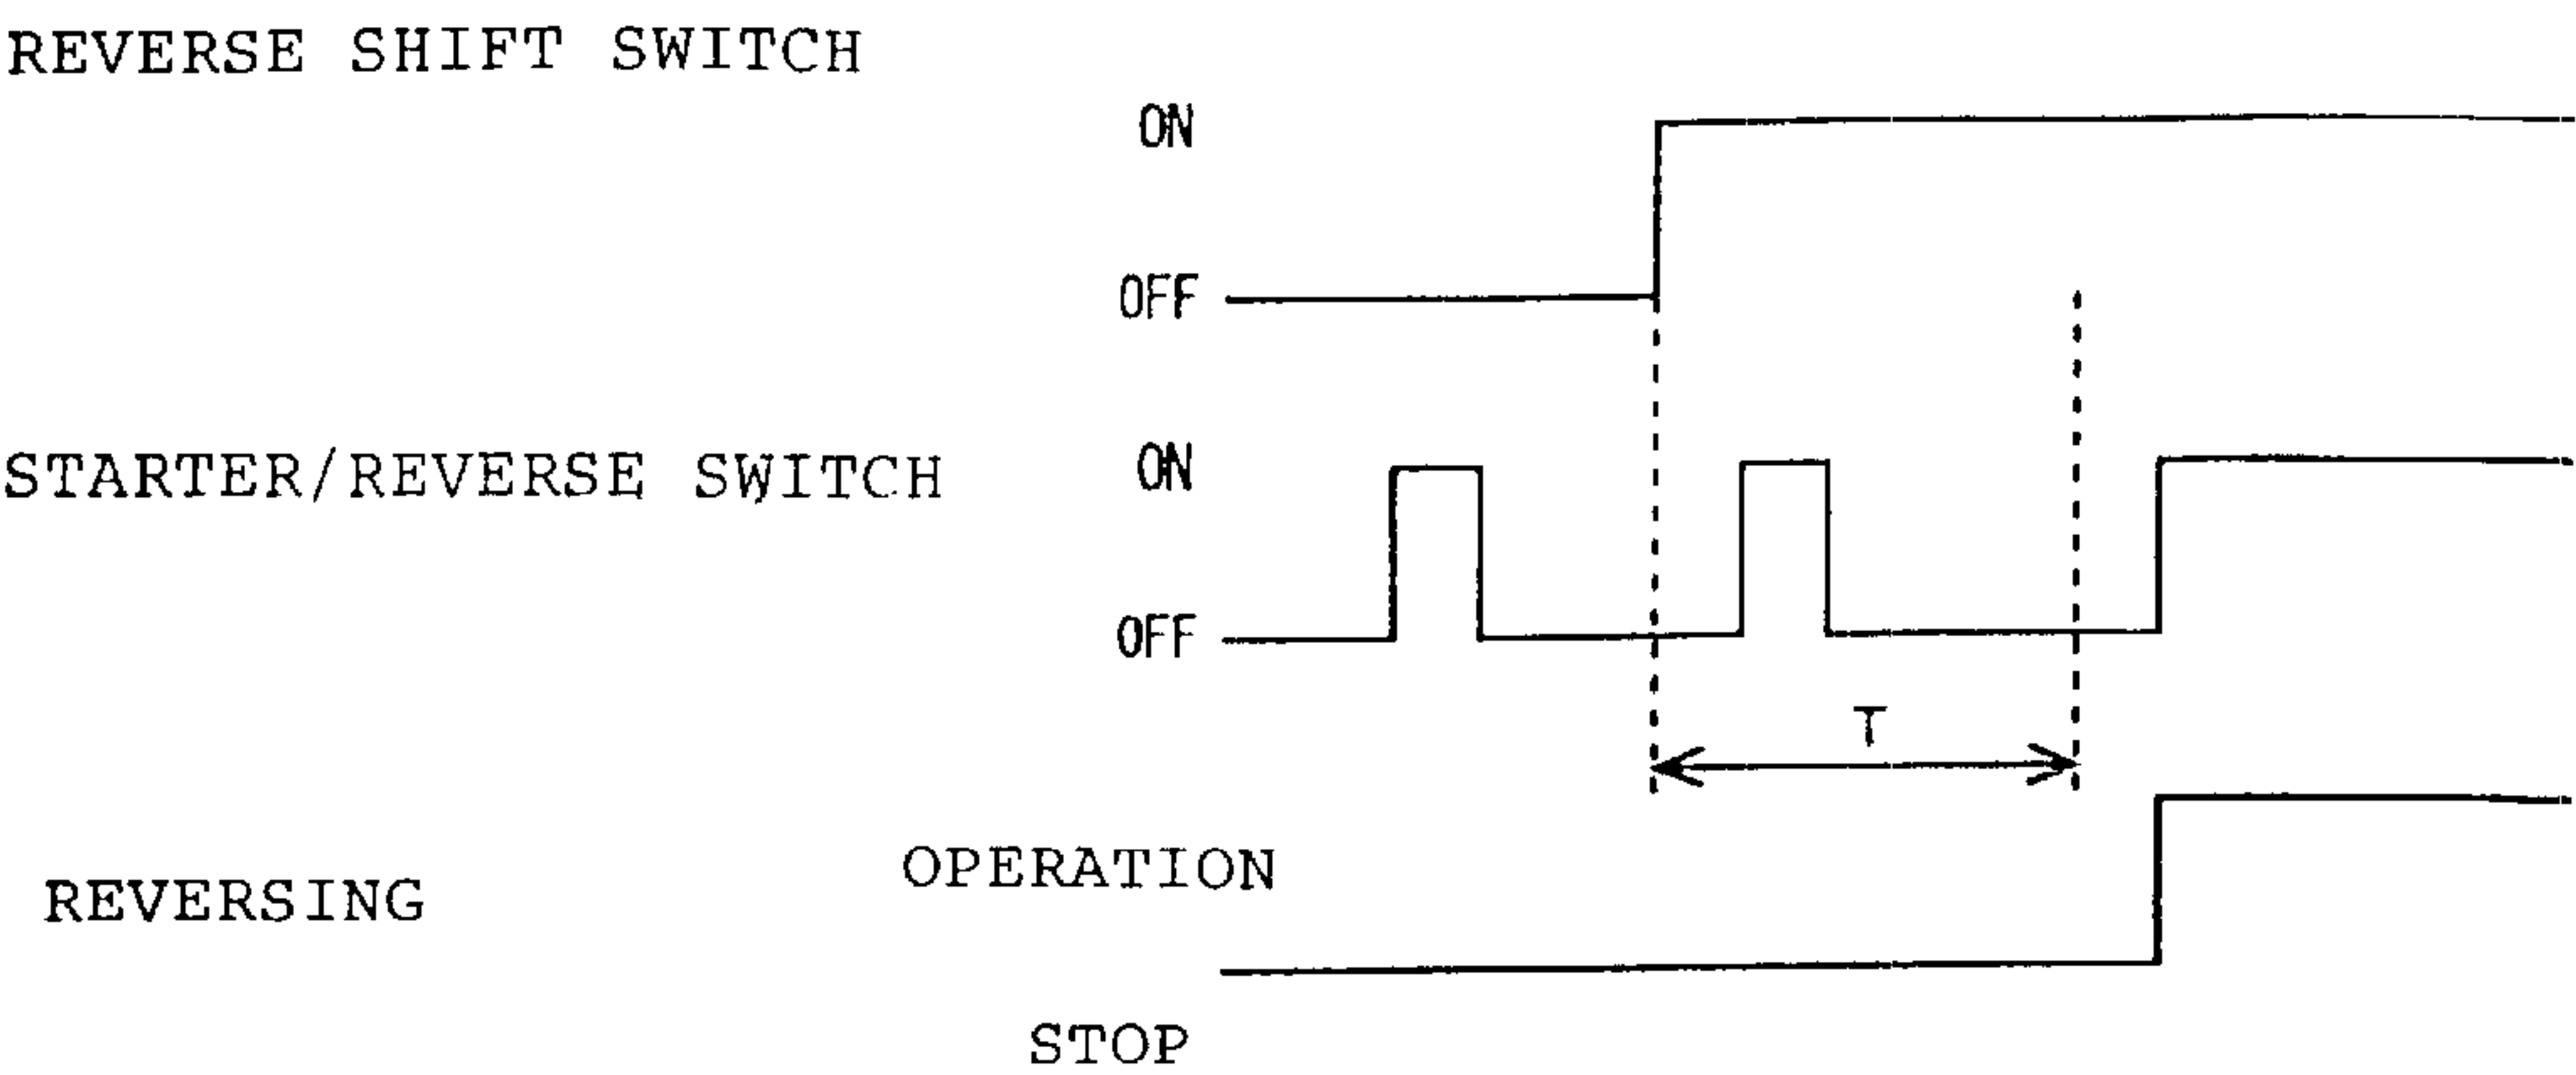 REVERSE SHIFT SWITCH
ON
OFF
STARTER/REVERSE SWITCH
ON
OFF
T
OPERATION
REVERSING
STOP